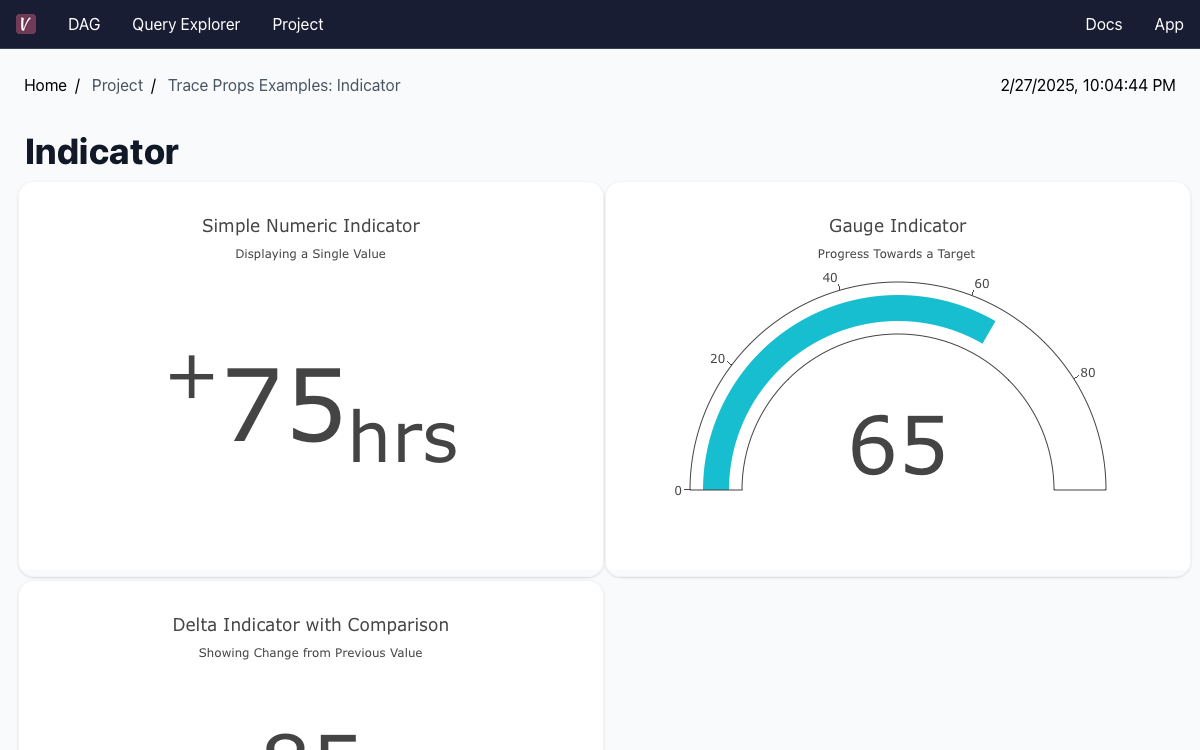 V DAG Query Explorer Project Docs App
Home / Project / Trace Props Examples: Indicator 2/27/2025, 10:04:44 PM
Indicator
Simple Numeric Indicator
Displaying a Single Value
+75hrs
Gauge Indicator
Progress Towards a Target
0
20
40
60
80
65
Delta Indicator with Comparison
Showing Change from Previous Value
85